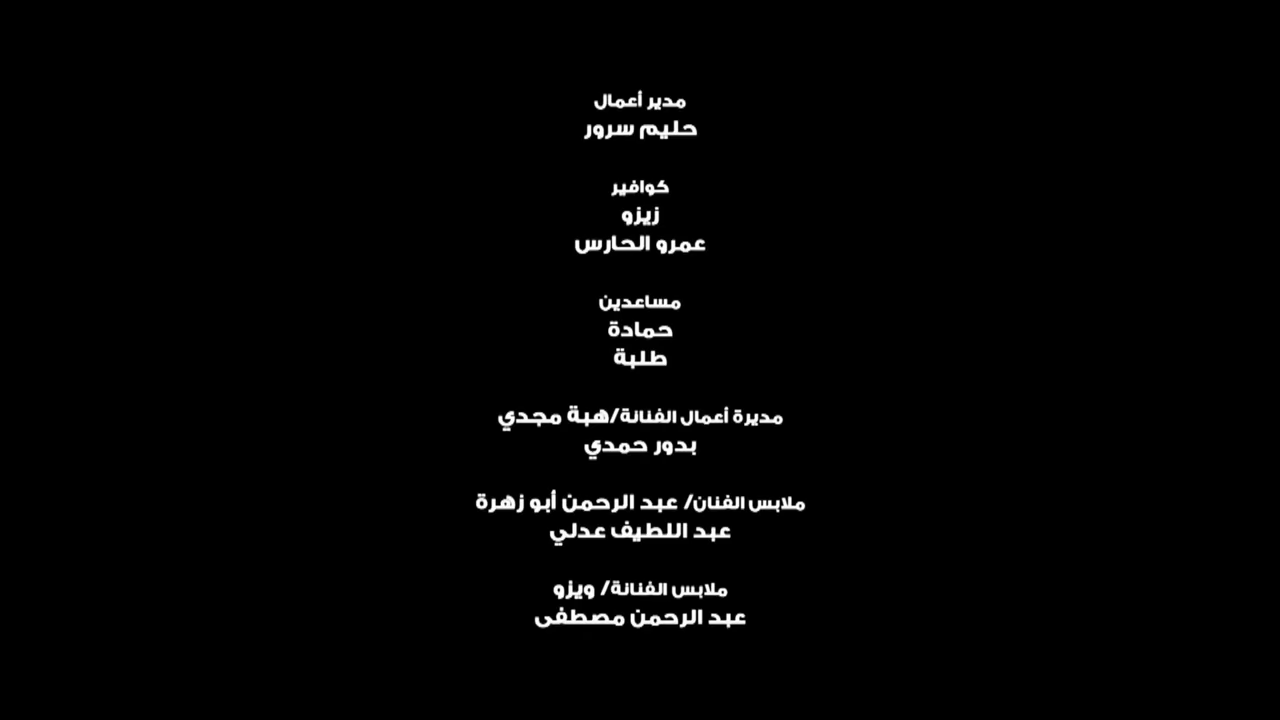 مدير أعمال
حليم سرور
كوافير
زيزو
عمرو الحارس
مساعدين
حمادة
طلبة
مديرة أعمال الفنانة/هبة مجدي
بدور حمدي
ملابس الفنان/ عبد الرحمن أبو زهرة
عبد اللطيف عدلي
ملابس الفنانة/ ويزو
عبد الرحمن مصطفى